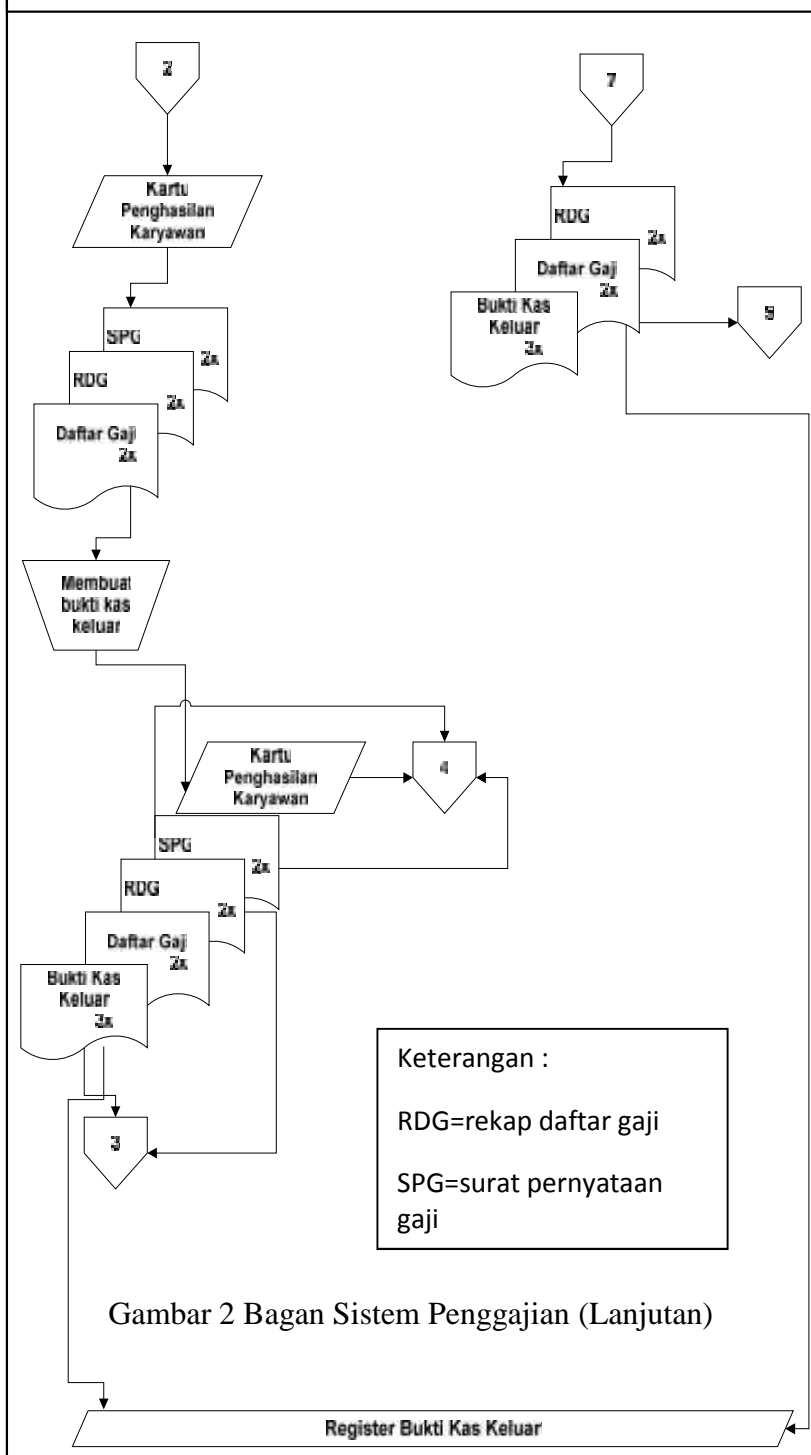 2
Kartu
Penghasilan
Karyawan
SPG
2x
RDG
2x
Daftar Gaji
2x
Membuat
bukti kas
keluar
Kartu
Penghasilan
Karyawan
4
SPG
2x
RDG
2x
Daftar Gaji
2x
Bukti Kas
Keluar
3
7
RDG
2x
Daftar Gaji
2x
Bukti Kas
Keluar
Keterangan :
RDG=rekap daftar gaji
SPG=surat pernyataan
gaji
Gambar 2 Bagan Sistem Penggajian (Lanjutan)
Register Bukti Kas Keluar